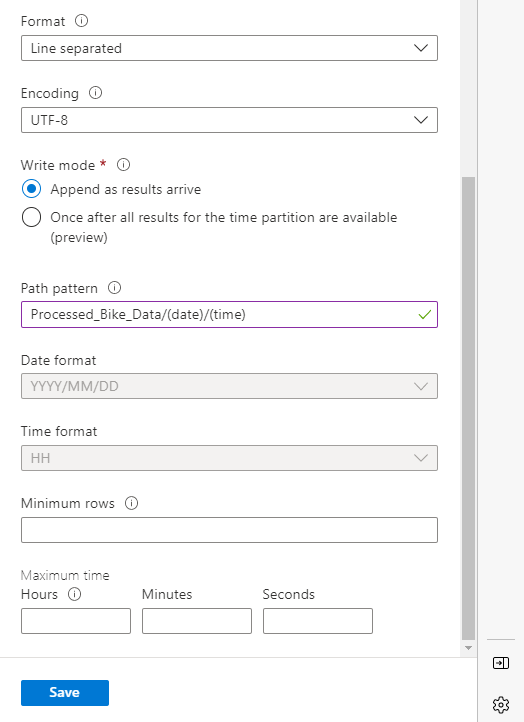 Format
Line separated
Encoding
UTF-8
Write mode *
Append as results arrive
Once after all results for the time partition are available
(preview)
Path pattern
Processed_Bike_Data/(date)/(time)
Date format
YYYY/MM/DD
Time format
HH
Minimum rows
Maximum time
Hours Minutes Seconds
Save